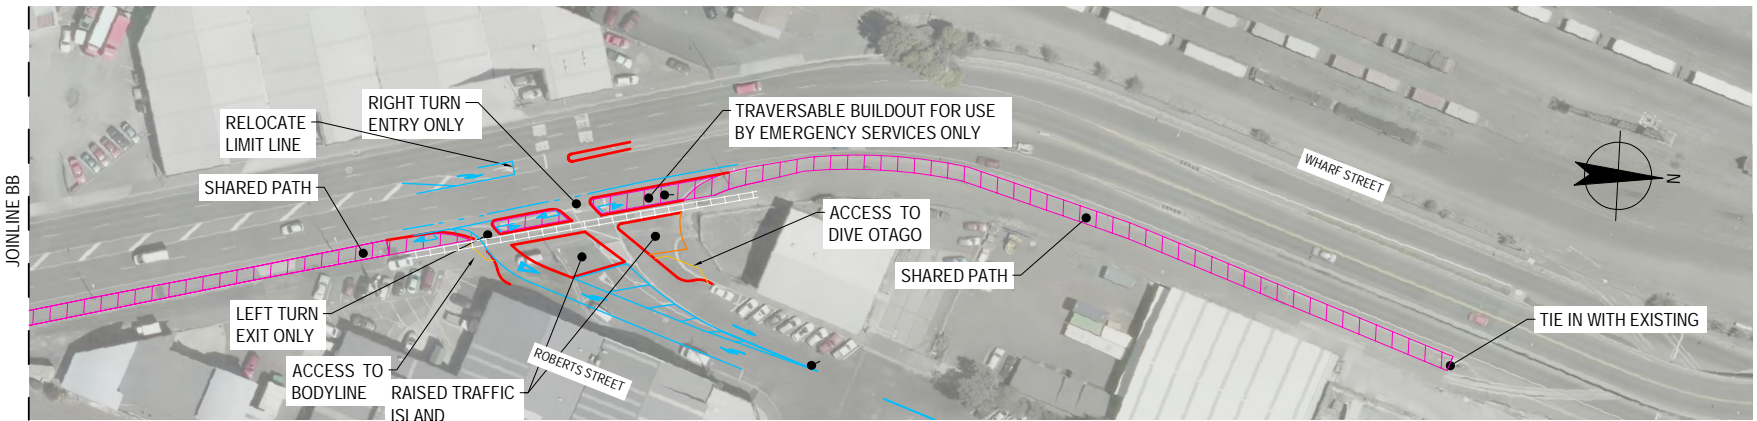 JOINLINE BB
RELOCATE
LIMIT LINE
RIGHT TURN
ENTRY ONLY
TRAVERSABLE BUILDOUT FOR USE
BY EMERGENCY SERVICES ONLY
SHARED PATH
WHARF STREET
N
ACCESS TO
DIVE OTAGO
SHARED PATH
LEFT TURN
EXIT ONLY
TIE IN WITH EXISTING
ACCESS TO
BODYLINE
ROBERTS STREET
RAISED TRAFFIC
ISLAND